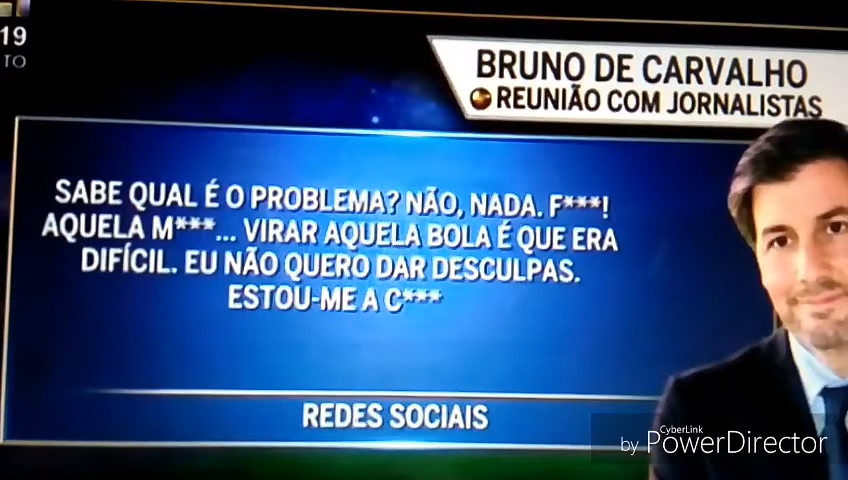 19
TO
BRUNO DE CARVALHO
REUNIÃO COM JORNALISTAS
SABE QUAL É O PROBLEMA? NÃO, NADA. F***!
AQUELA M***... VIRAR AQUELA BOLA É QUE ERA
DIFÍCIL. EU NÃO QUERO DAR DESCULPAS.
ESTOU-ME A C***
REDES SOCIAIS
CyberLink
by PowerDirector